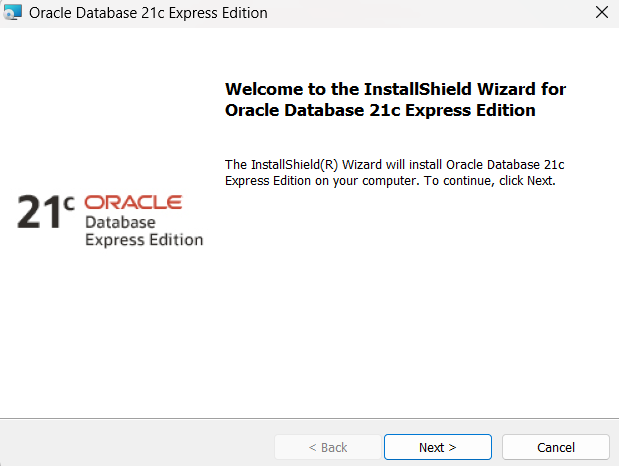 Oracle Database 21c Express Edition
Welcome to the InstallShield Wizard for
Oracle Database 21c Express Edition
The InstallShield(R) Wizard will install Oracle Database 21c
Express Edition on your computer. To continue, click Next.
21c ORACLE
Database
Express Edition
< Back
Next >
Cancel